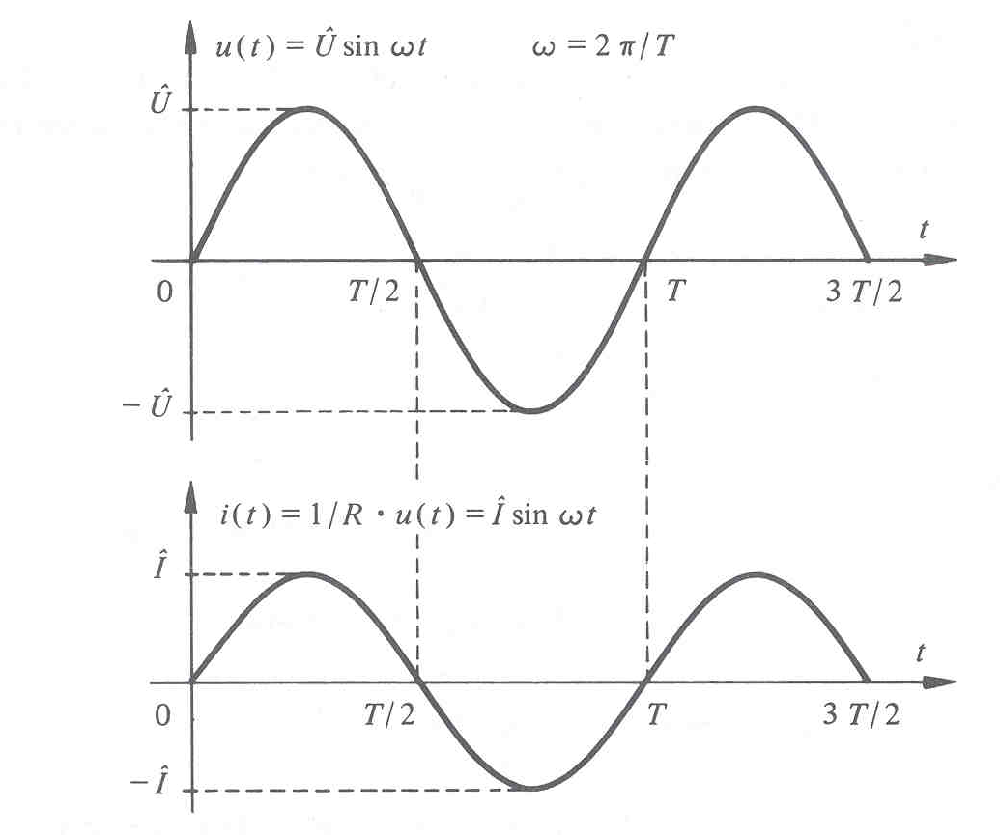 u(t) = Û sin ωt ω = 2 π/T
Û
t
0 T/2 T 3 T/2
− Û
i(t) = 1/R · u(t) = Î sin ωt
Î
t
0 T/2 T 3 T/2
−Î